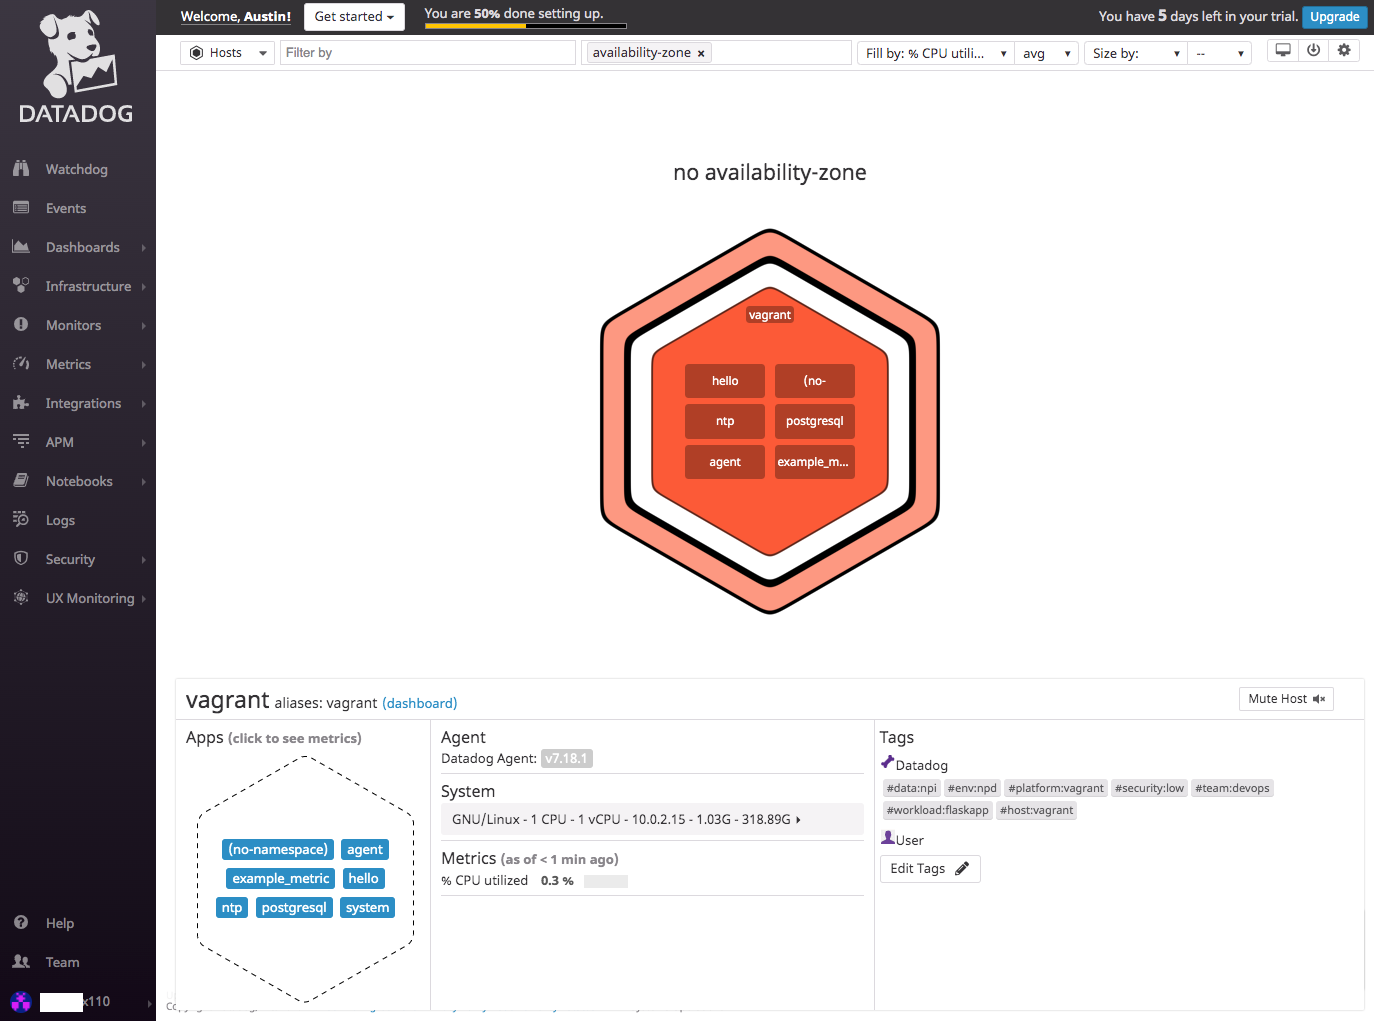 DATADOG
Welcome, Austin!
Get started
You are 50% done setting up.
You have 5 days left in your trial.
Upgrade
Hosts
Filter by
availability-zone ×
Fill by: % CPU utili...
avg
Size by:
--
Watchdog
Events
Dashboards
Infrastructure
Monitors
Metrics
Integrations
APM
Notebooks
Logs
Security
UX Monitoring
Help
Team
x110
no availability-zone
vagrant
hello
(no-
ntp
postgresql
agent
example_m...
vagrant aliases: vagrant (dashboard)
Mute Host
Apps (click to see metrics)
(no-namespace)
agent
example_metric
hello
ntp
postgresql
system
Agent
Datadog Agent: v7.18.1
System
GNU/Linux - 1 CPU - 1 vCPU - 10.0.2.15 - 1.03G - 318.89G
Metrics (as of < 1 min ago)
% CPU utilized 0.3 %
Tags
Datadog
#data:npi #env:npd #platform:vagrant #security:low #team:devops
#workload:flaskapp #host:vagrant
User
Edit Tags